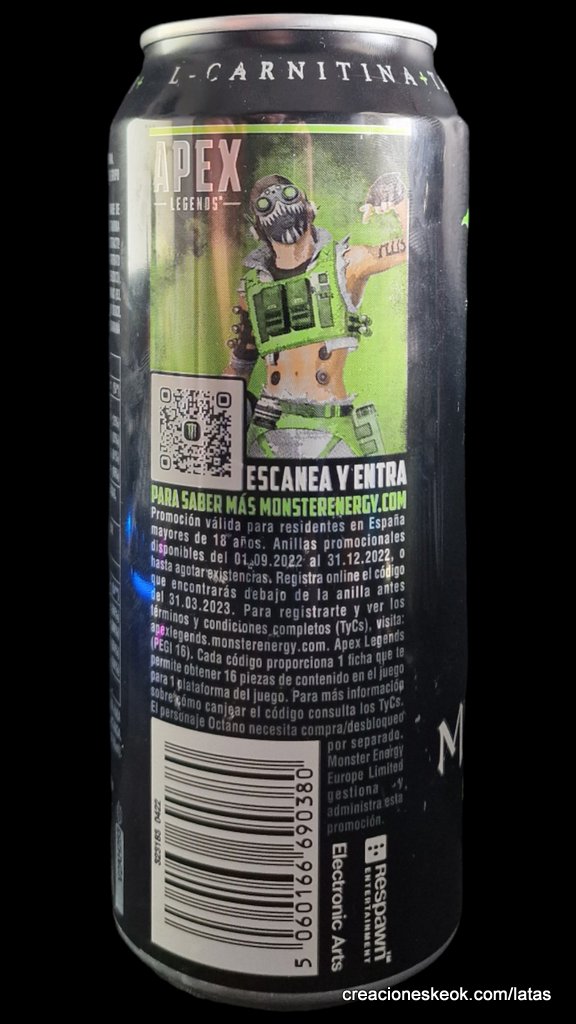 L-CARNITINA+T
APEX
LEGENDS
ESCANEA Y ENTRA
PARA SABER MÁS MONSTERENERGY.COM
Promoción válida para residentes en España
mayores de 18 años. Anillas promocionales
disponibles del 01.09.2022 al 31.12.2022, o
hasta agotar existencias. Registra online el código
que encontrarás debajo de la anilla antes
del 31.03.2023. Para registrarte y ver los
términos y condiciones completos (TyCs), visita:
apexlegends.monsterenergy.com. Apex Legends
(PEGI 16). Cada código proporciona 1 ficha que te
permite obtener 16 piezas de contenido en el juego
para 1 plataforma del juego. Para más información
sobre cómo canjear el código consulta los TyCs.
El personaje Octano necesita compra/desbloqueo
por separado.
Monster Energy
Europe Limited
gestiona y
administra esta
promoción.
323183 0422
5 060166 690380
Electronic Arts
Respawn™
ENTERTAINMENT
M
creacioneskeok.com/latas